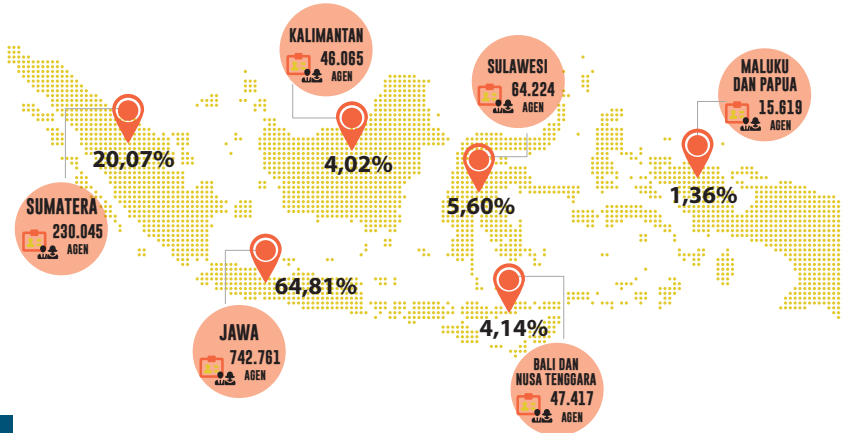 KALIMANTAN
46.065
AGEN
4,02%
SULAWESI
64.224
AGEN
5,60%
MALUKU
DAN PAPUA
15.619
AGEN
1,36%
20,07%
SUMATERA
230.045
AGEN
64,81%
JAWA
742.761
AGEN
4,14%
BALI DAN
NUSA TENGGARA
47.417
AGEN